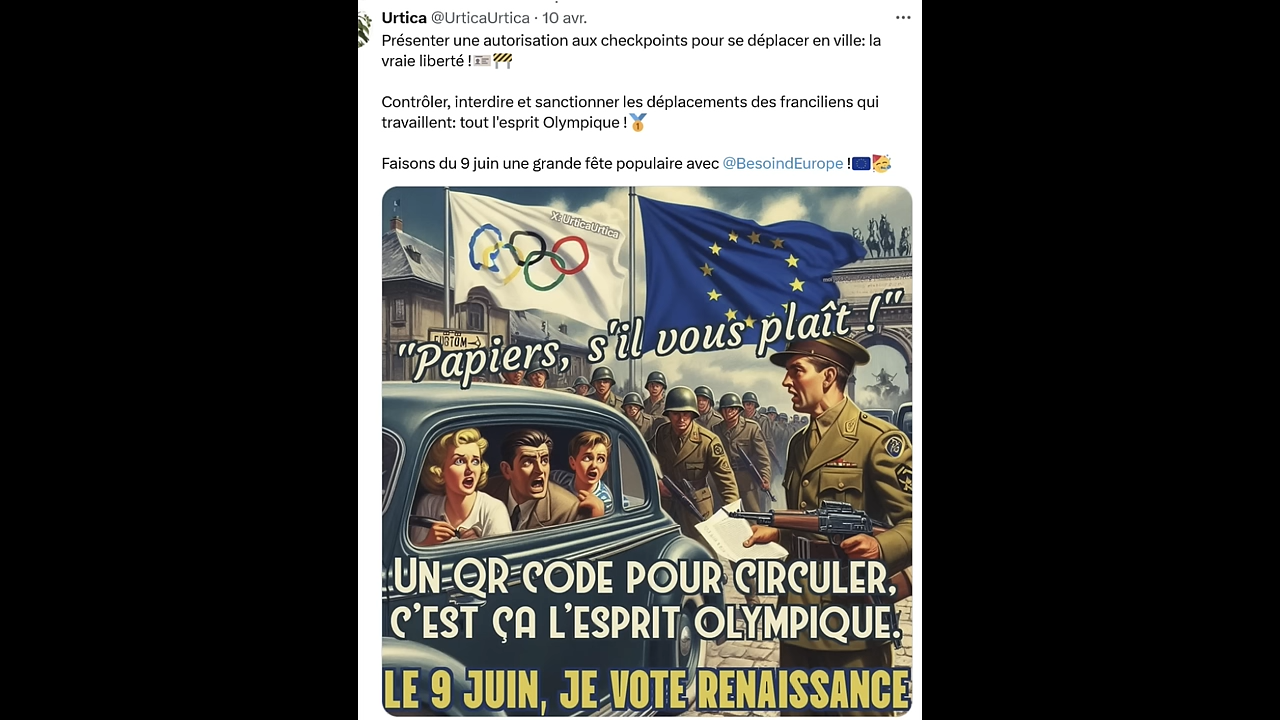 Urtica @UrticaUrtica · 10 avr.
Présenter une autorisation aux checkpoints pour se déplacer en ville: la
vraie liberté !🪪🚧
Contrôler, interdire et sanctionner les déplacements des franciliens qui
travaillent: tout l'esprit Olympique !🥇
Faisons du 9 juin une grande fête populaire avec @BesoindEurope !🇪🇺🥳
X: UrticaUrtica
"Papiers, s'il vous plaît !"
UN QR CODE POUR CIRCULER,
C'EST ÇA L'ESPRIT OLYMPIQUE.
LE 9 JUIN, JE VOTE RENAISSANCE